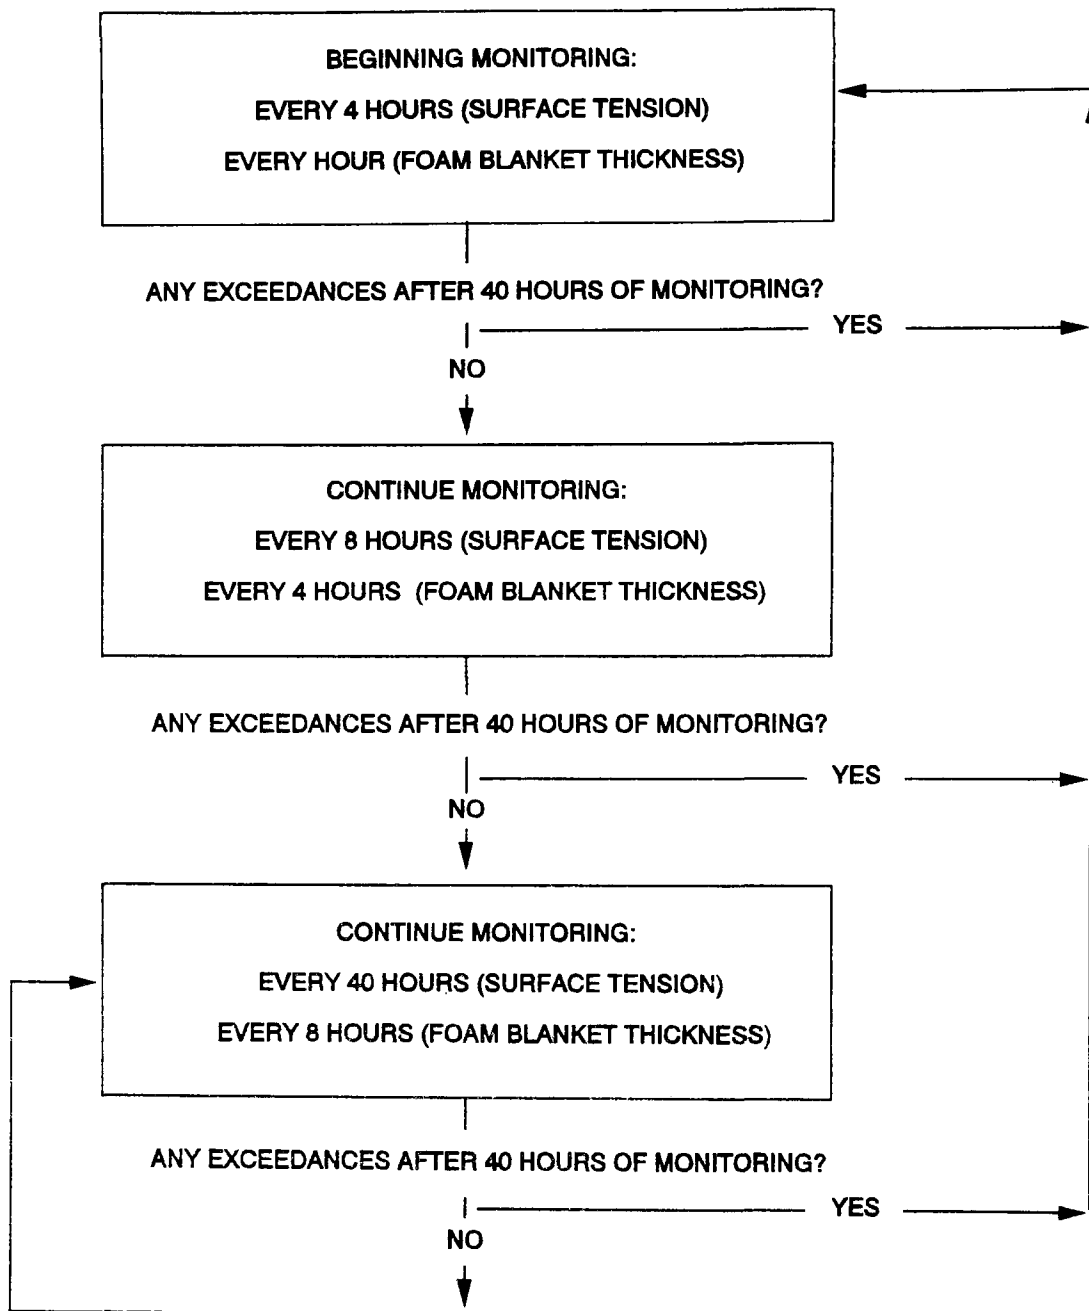 BEGINNING MONITORING:
EVERY 4 HOURS (SURFACE TENSION)
EVERY HOUR (FOAM BLANKET THICKNESS)
ANY EXCEEDANCES AFTER 40 HOURS OF MONITORING?
YES
NO
CONTINUE MONITORING:
EVERY 8 HOURS (SURFACE TENSION)
EVERY 4 HOURS (FOAM BLANKET THICKNESS)
ANY EXCEEDANCES AFTER 40 HOURS OF MONITORING?
YES
NO
CONTINUE MONITORING:
EVERY 40 HOURS (SURFACE TENSION)
EVERY 8 HOURS (FOAM BLANKET THICKNESS)
ANY EXCEEDANCES AFTER 40 HOURS OF MONITORING?
YES
NO